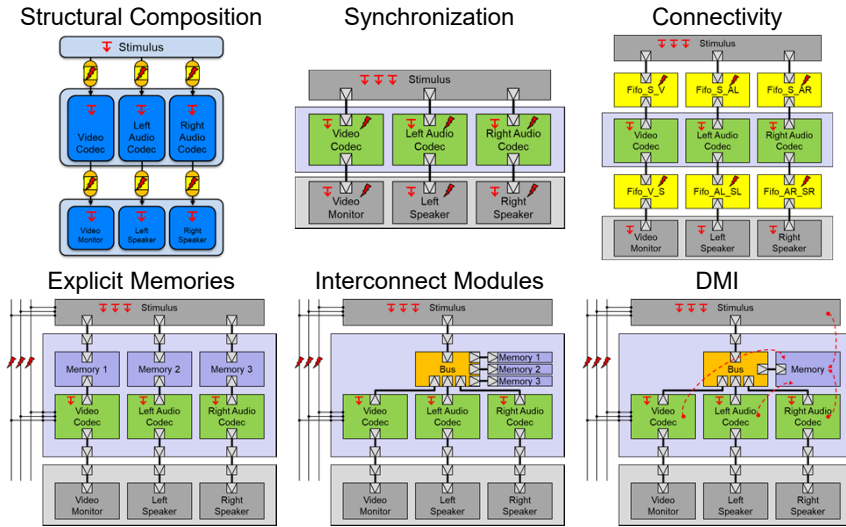 Structural Composition
Stimulus
Video
Codec
Left
Audio
Codec
Right
Audio
Codec
Video
Monitor
Left
Speaker
Right
Speaker
Synchronization
Stimulus
Video
Codec
Left Audio
Codec
Right Audio
Codec
Video
Monitor
Left
Speaker
Right
Speaker
Connectivity
Stimulus
Fifo_S_V
Fifo_S_AL
Fifo_S_AR
Video
Codec
Left Audio
Codec
Right Audio
Codec
Fifo_V_S
Fifo_AL_SL
Fifo_AR_SR
Video
Monitor
Left
Speaker
Right
Speaker
Explicit Memories
Stimulus
Memory 1
Memory 2
Memory 3
Video
Codec
Left Audio
Codec
Right Audio
Codec
Video
Monitor
Left
Speaker
Right
Speaker
Interconnect Modules
Stimulus
Bus
Memory 1
Memory 2
Memory 3
Video
Codec
Left Audio
Codec
Right Audio
Codec
Video
Monitor
Left
Speaker
Right
Speaker
DMI
Stimulus
Bus
Memory
Video
Codec
Left Audio
Codec
Right Audio
Codec
Video
Monitor
Left
Speaker
Right
Speaker